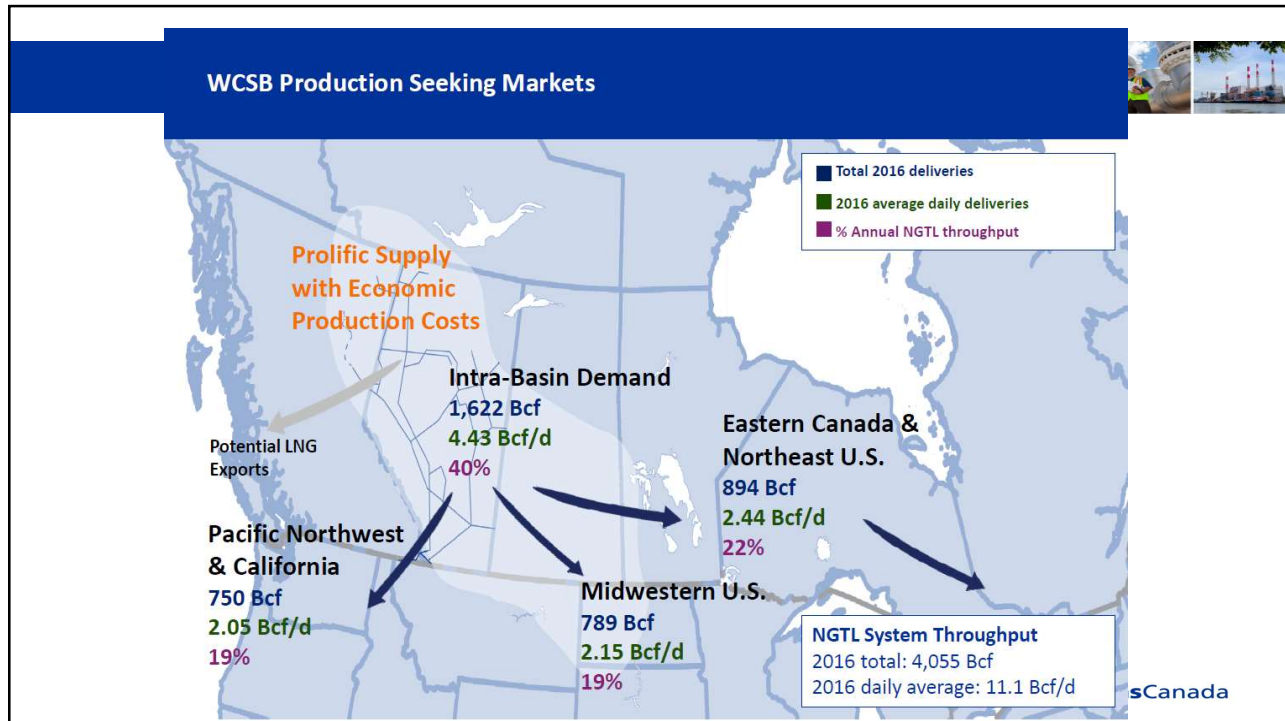 WCSB Production Seeking Markets
Total 2016 deliveries
2016 average daily deliveries
% Annual NGTL throughput
Prolific Supply
with Economic
Production Costs
Intra-Basin Demand
1,622 Bcf
4.43 Bcf/d
40%
Potential LNG
Exports
Eastern Canada &
Northeast U.S.
894 Bcf
2.44 Bcf/d
22%
Pacific Northwest
& California
750 Bcf
2.05 Bcf/d
19%
Midwestern U.S.
789 Bcf
2.15 Bcf/d
19%
NGTL System Throughput
2016 total: 4,055 Bcf
2016 daily average: 11.1 Bcf/d
sCanada